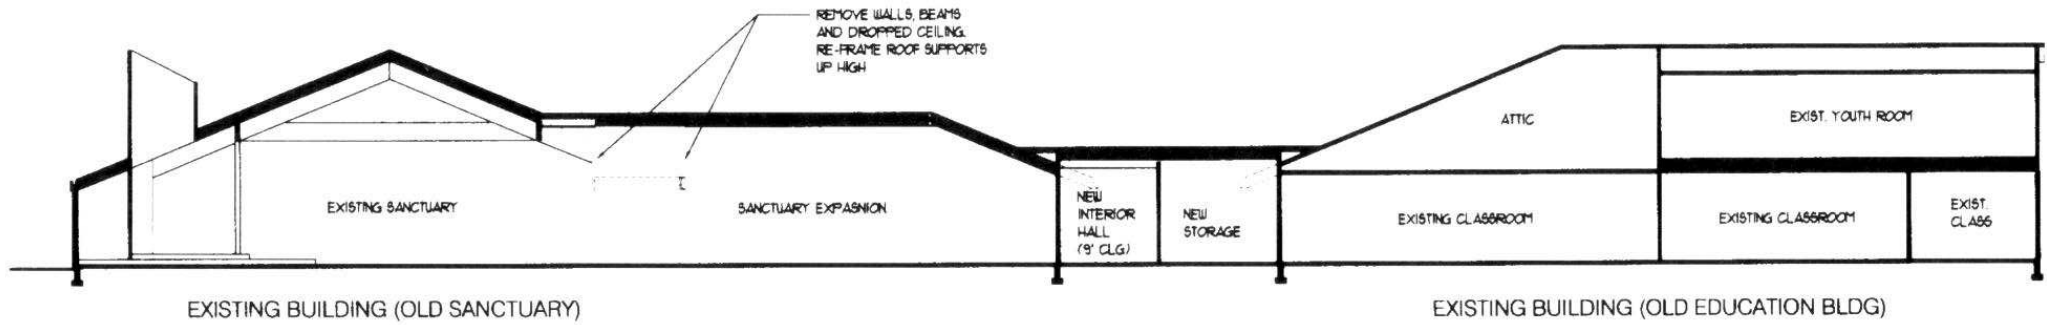 REMOVE WALLS, BEAMS
AND DROPPED CEILING.
RE-FRAME ROOF SUPPORTS
UP HIGH
ATTIC
EXIST. YOUTH ROOM
EXISTING SANCTUARY
SANCTUARY EXPASNION
NEW
INTERIOR
HALL
(9' CLG)
NEW
STORAGE
EXISTING CLASSROOM
EXISTING CLASSROOM
EXIST.
CLASS
EXISTING BUILDING (OLD SANCTUARY)
EXISTING BUILDING (OLD EDUCATION BLDG)